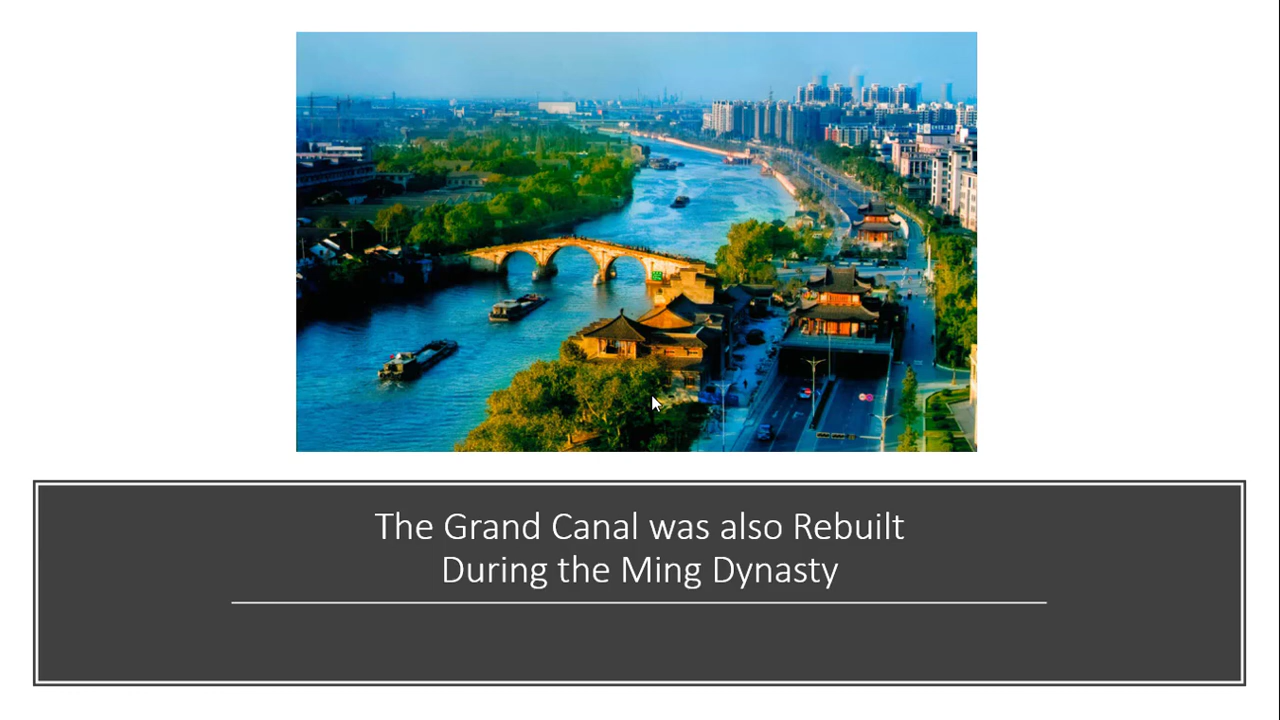 The Grand Canal was also Rebuilt
During the Ming Dynasty